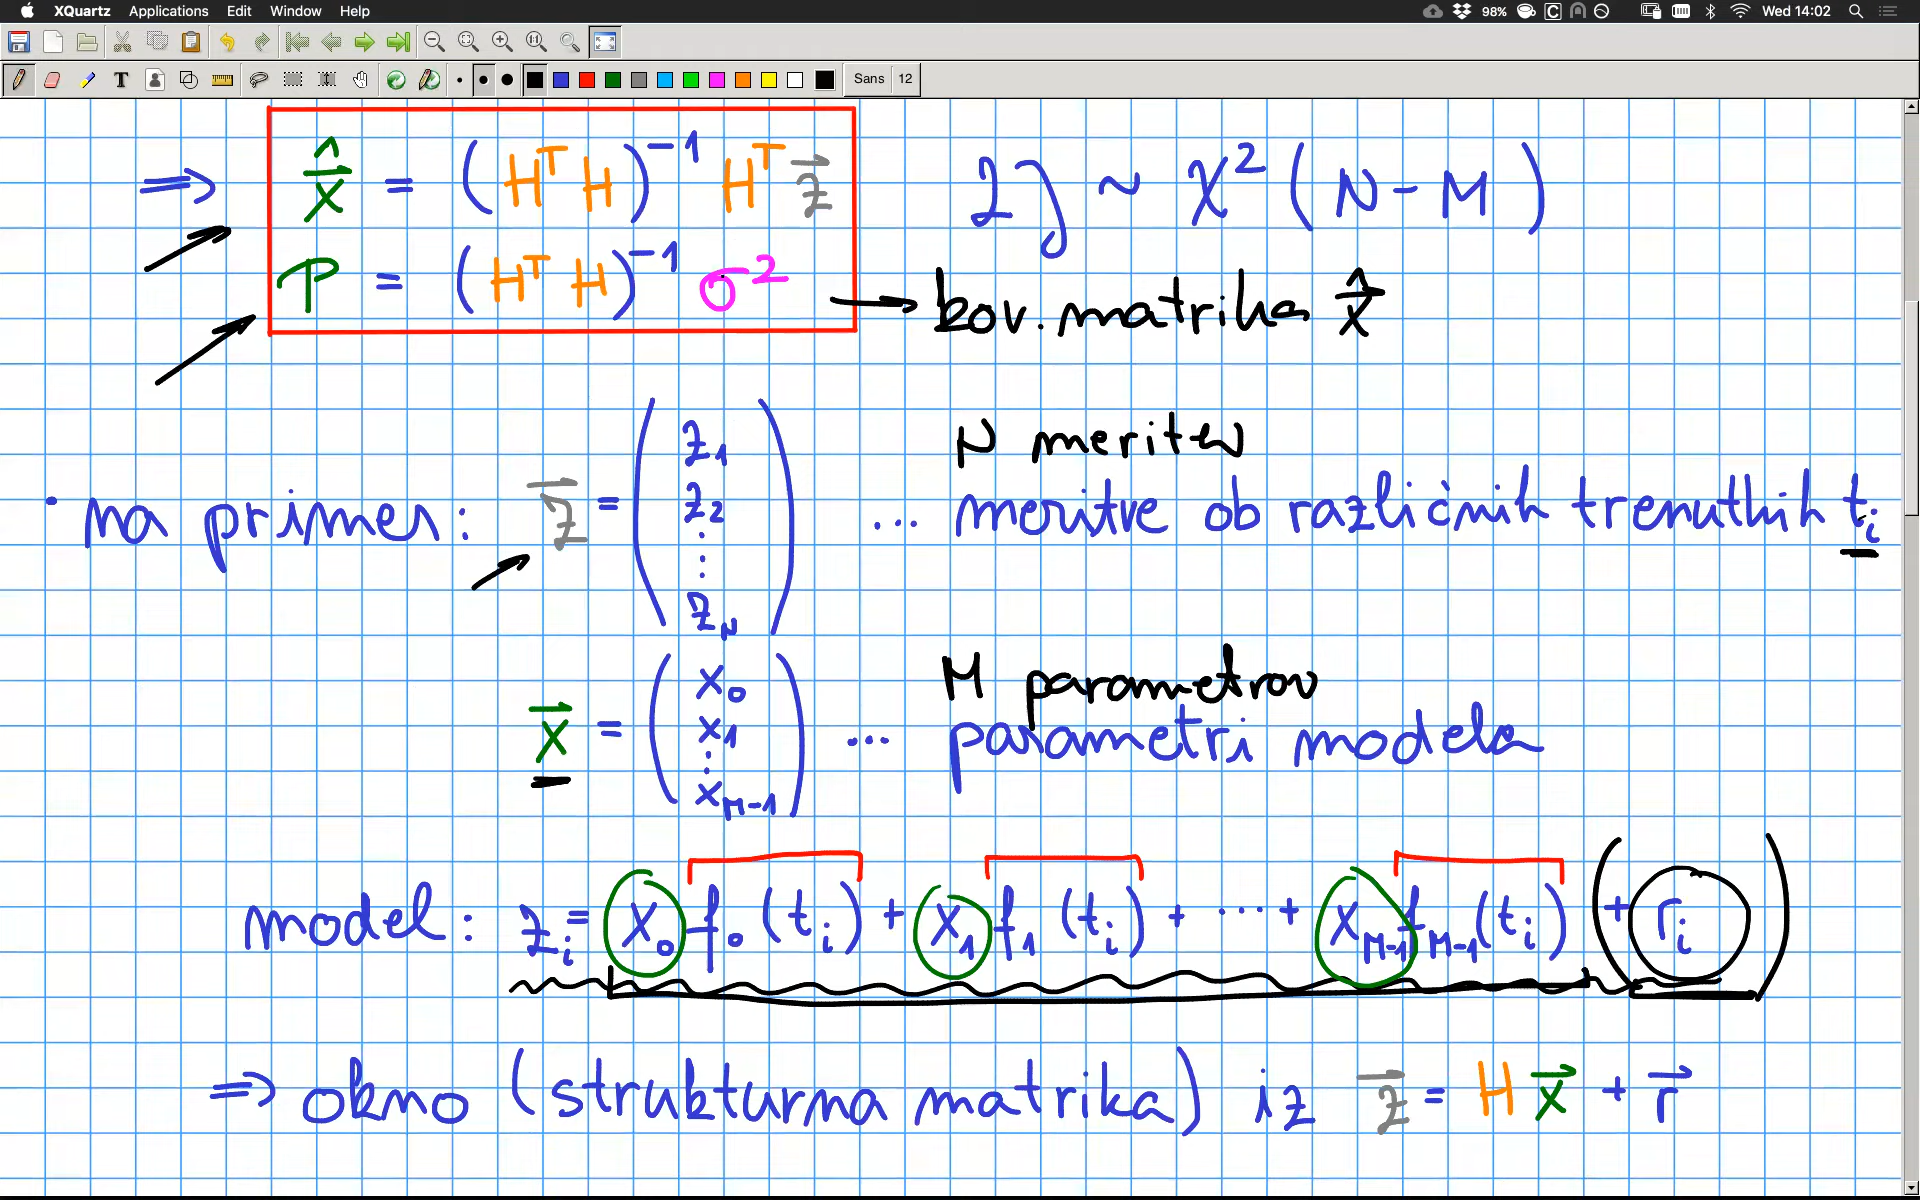 XQuartz Applications Edit Window Help 98% Wed 14:02
Sans 12
⇒ x̂⃗ = (Hᵀ H)⁻¹ Hᵀ z⃗ 2J ~ χ² (N - M)
P = (Hᵀ H)⁻¹ σ² → kov. matrika x̂⃗
N meritev
• na primer: z⃗ = (z₁ z₂ ⋮ z_N) ... meritve ob različnih trenutkih tᵢ
M parametrov
x⃗ = (x₀ x₁ ⋮ x_{M-1}) ... parametri modela
model: zᵢ = x₀ f₀ (tᵢ) + x₁ f₁ (tᵢ) + ... + x_{M-1} f_{M-1} (tᵢ) (+ rᵢ)
⇒ okno (strukturna matrika) iz z⃗ = H x⃗ + r⃗